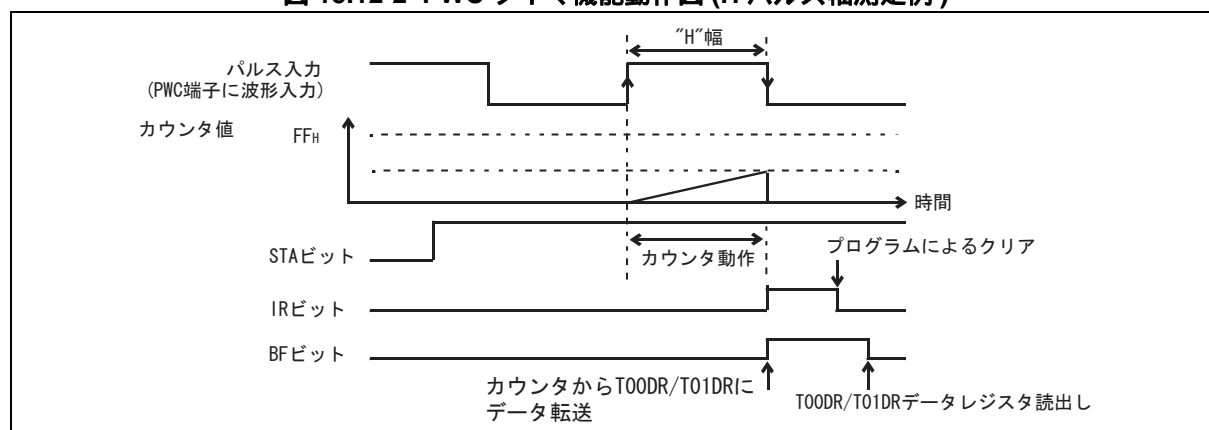 "H"幅
パルス入力
(PWC端子に波形入力)
カウンタ値
FFH
時間
STAビット
カウンタ動作
プログラムによるクリア
IRビット
BFビット
カウンタからT00DR/T01DRに
データ転送
T00DR/T01DRデータレジスタ読出し